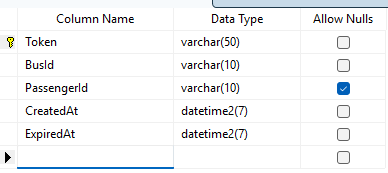 Column Name Data Type Allow Nulls
Token varchar(50)
BusId varchar(10)
PassengerId varchar(10)
CreatedAt datetime2(7)
ExpiredAt datetime2(7)